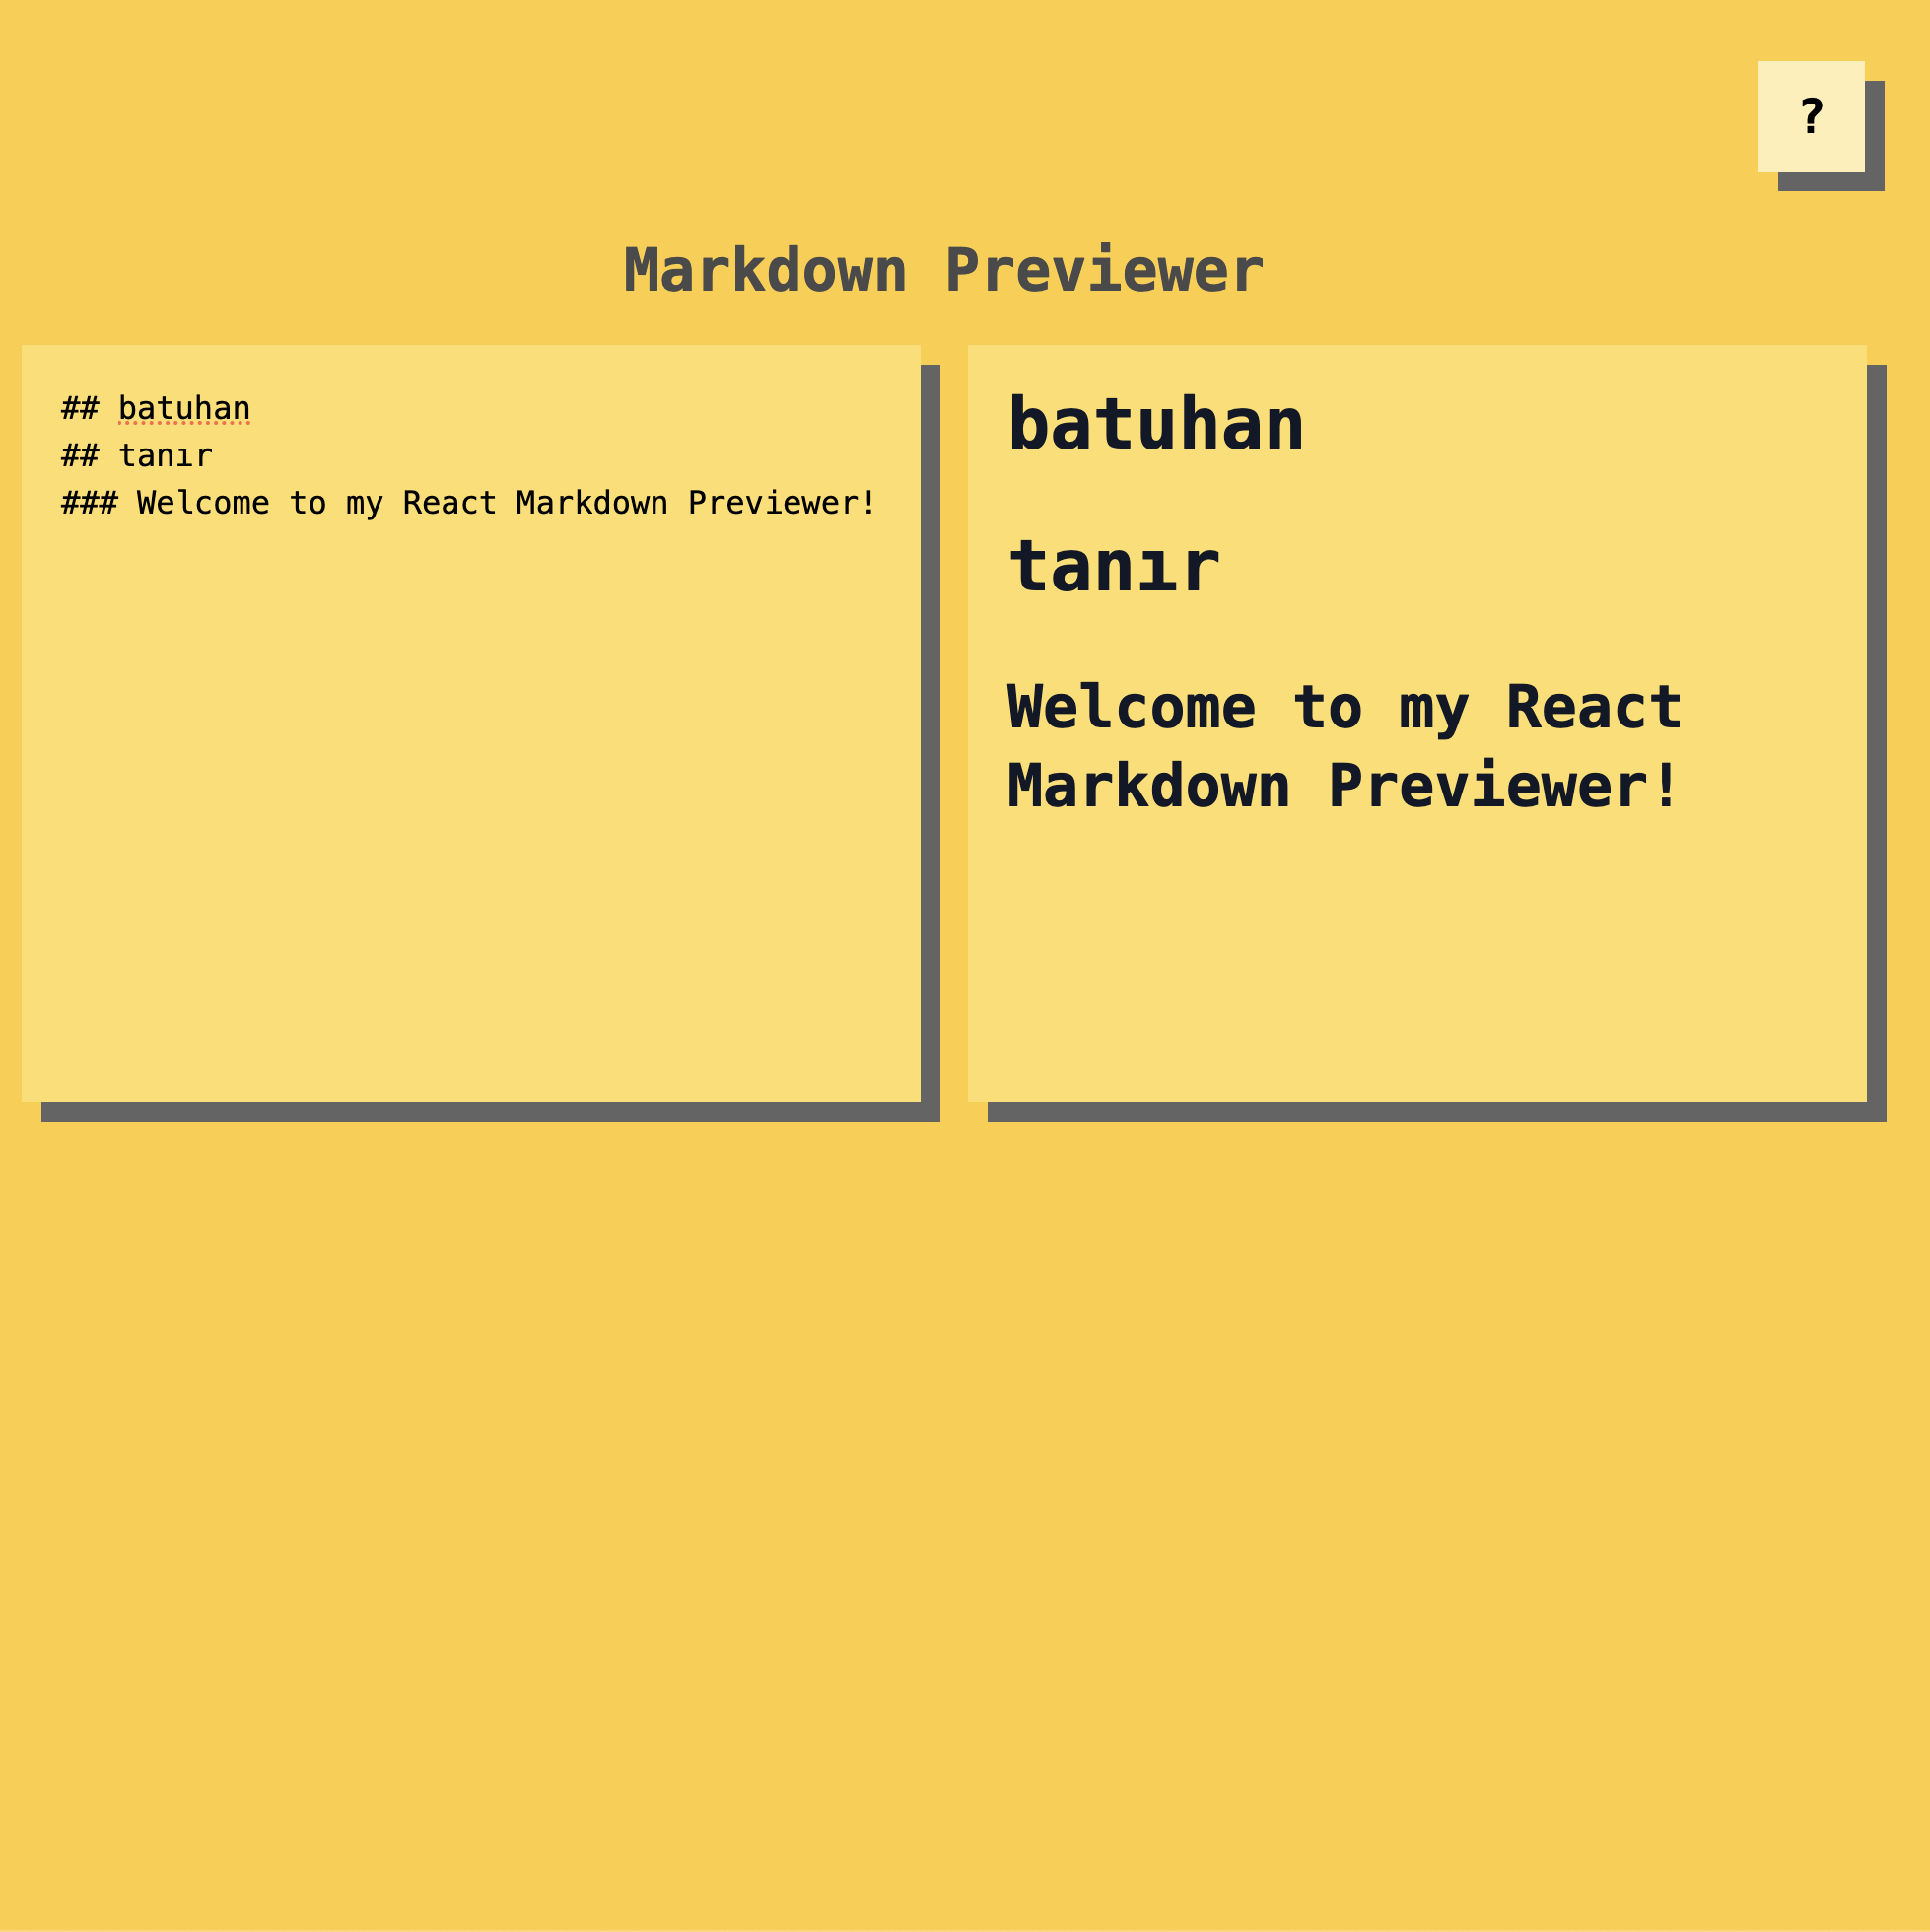 ?
Markdown Previewer
## batuhan
## tanır
### Welcome to my React Markdown Previewer!
batuhan
tanır
Welcome to my React
Markdown Previewer!